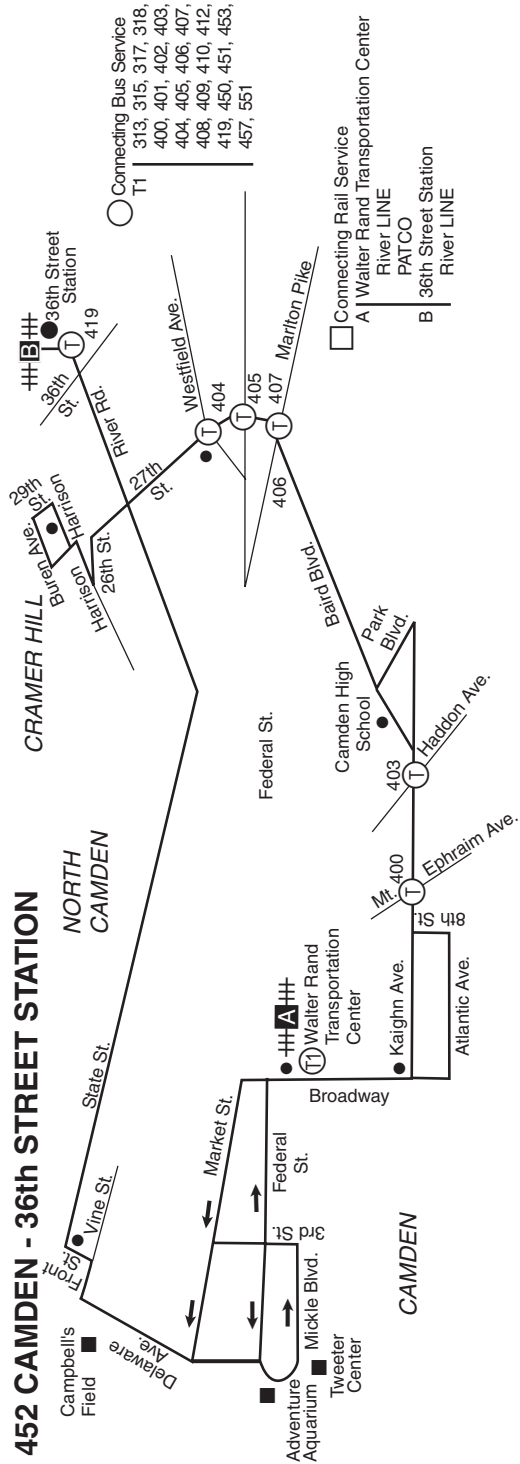 452 CAMDEN - 36th STREET STATION
Campbell's
Field
Front
St.
Vine St.
State St.
NORTH
CAMDEN
CRAMER HILL
Buren Ave.
29th
St.
Harrison
Harrison
26th St.
27th
St.
River Rd.
36th
St.
B
36th Street
Station
T
419
Connecting Bus Service
T1
313, 315, 317, 318,
400, 401, 402, 403,
404, 405, 406, 407,
408, 409, 410, 412,
419, 450, 451, 453,
457, 551
Westfield Ave.
T
404
T
405
T
407
406
Marlton Pike
Connecting Rail Service
A Walter Rand Transportation Center
River LINE
PATCO
B 36th Street Station
River LINE
Delaware
Ave.
Market St.
Federal
St.
3rd St.
Mickle Blvd.
Adventure
Aquarium
Tweeter
Center
CAMDEN
A
T1
Walter Rand
Transportation
Center
Broadway
Kaighn Ave.
Atlantic Ave.
8th St.
Mt.
Ephraim Ave.
T
400
T
403
Haddon Ave.
Camden High
School
Park
Blvd.
Baird Blvd.
Federal St.